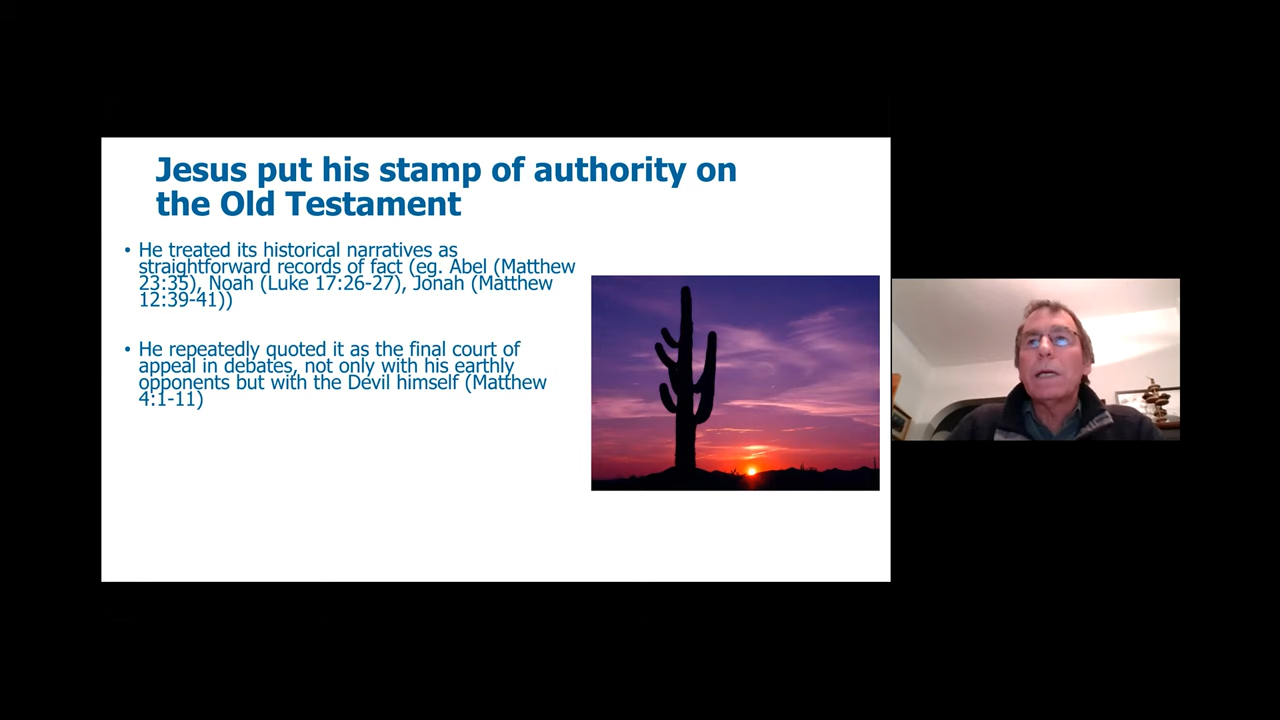 Jesus put his stamp of authority on
the Old Testament
• He treated its historical narratives as
straightforward records of fact (eg. Abel (Matthew
23:35), Noah (Luke 17:26-27), Jonah (Matthew
12:39-41))
• He repeatedly quoted it as the final court of
appeal in debates, not only with his earthly
opponents but with the Devil himself (Matthew
4:1-11)